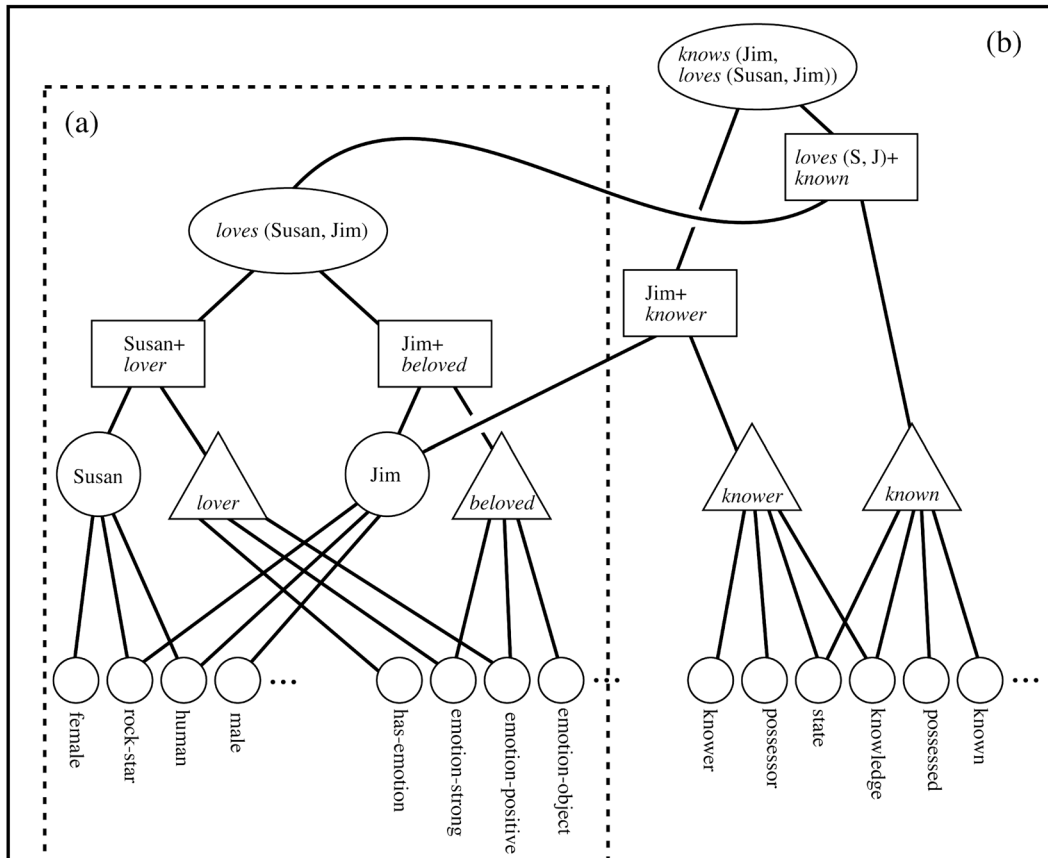 (b)
knows (Jim,
loves (Susan, Jim))
(a)
loves (S, J)+
known
loves (Susan, Jim)
Jim+
knower
Susan+
lover
Jim+
beloved
Susan
lover
Jim
beloved
knower
known
...
...
...
female
rock-star
human
male
has-emotion
emotion-strong
emotion-positive
emotion-object
knower
possessor
state
knowledge
possessed
known